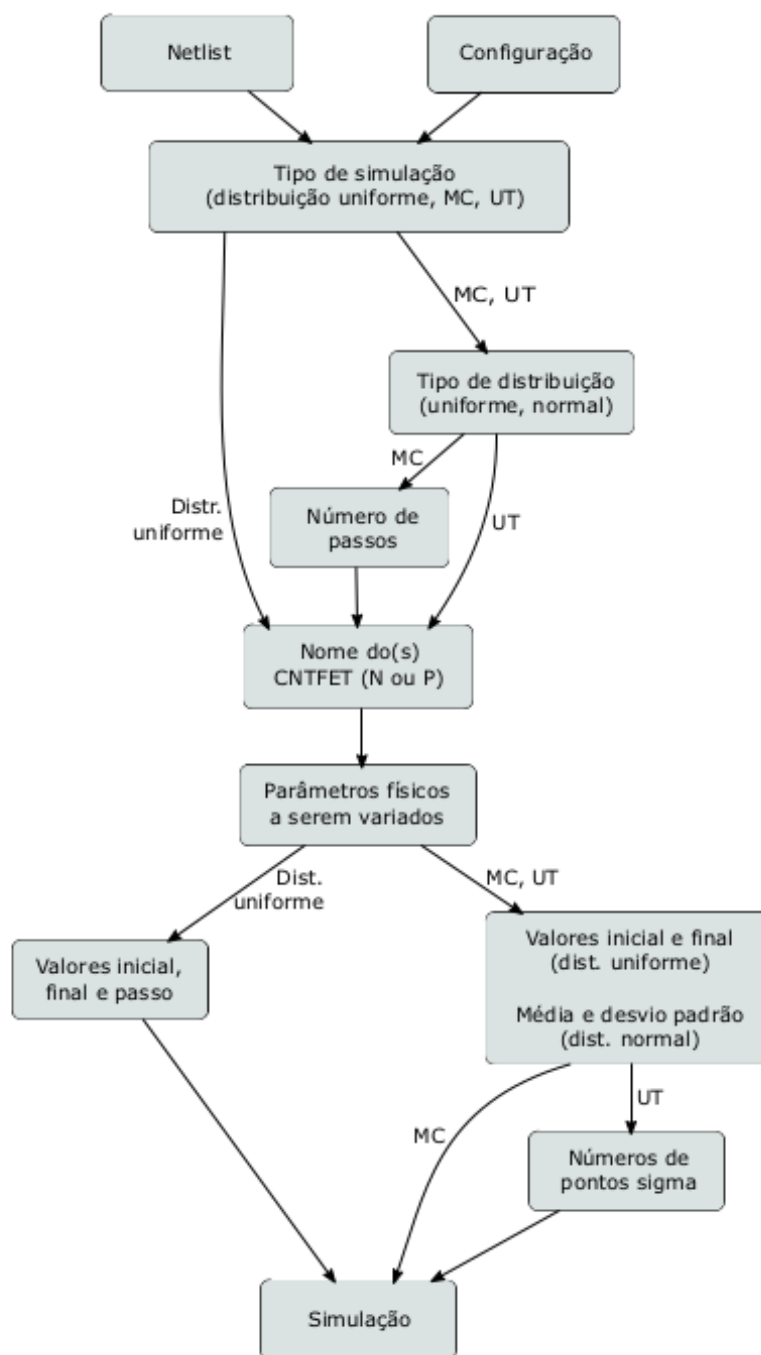 Netlist
Configuração
Tipo de simulação
(distribuição uniforme, MC, UT)
MC, UT
Tipo de distribuição
(uniforme, normal)
MC
Distr.
uniforme
Número de
passos
UT
Nome do(s)
CNTFET (N ou P)
Parâmetros físicos
a serem variados
Dist.
uniforme
MC, UT
Valores inicial,
final e passo
Valores inicial e final
(dist. uniforme)
Média e desvio padrão
(dist. normal)
MC
UT
Números de
pontos sigma
Simulação